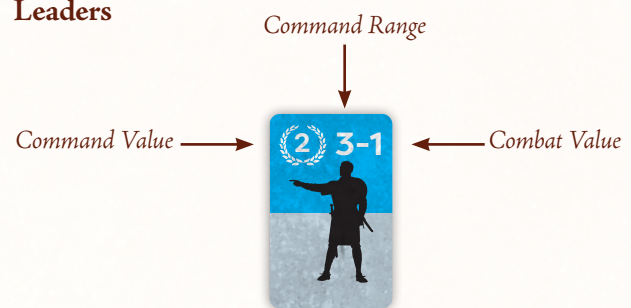 Leaders
Command Range
Command Value
2 3-1
Combat Value